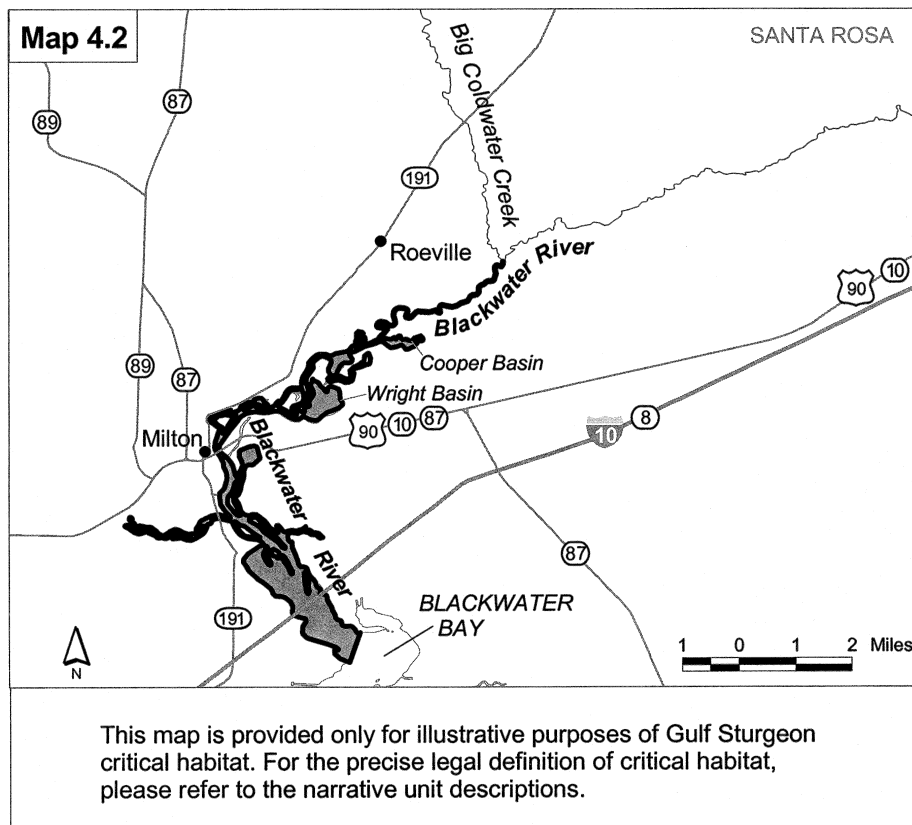 Map 4.2
SANTA ROSA
Big Coldwater Creek
87
89
191
Roeville
Blackwater River
10
90
Cooper Basin
89
87
Wright Basin
90
10
87
10
8
Milton
Blackwater River
87
191
BLACKWATER
BAY
N
1 0 1 2 Miles
This map is provided only for illustrative purposes of Gulf Sturgeon
critical habitat. For the precise legal definition of critical habitat,
please refer to the narrative unit descriptions.